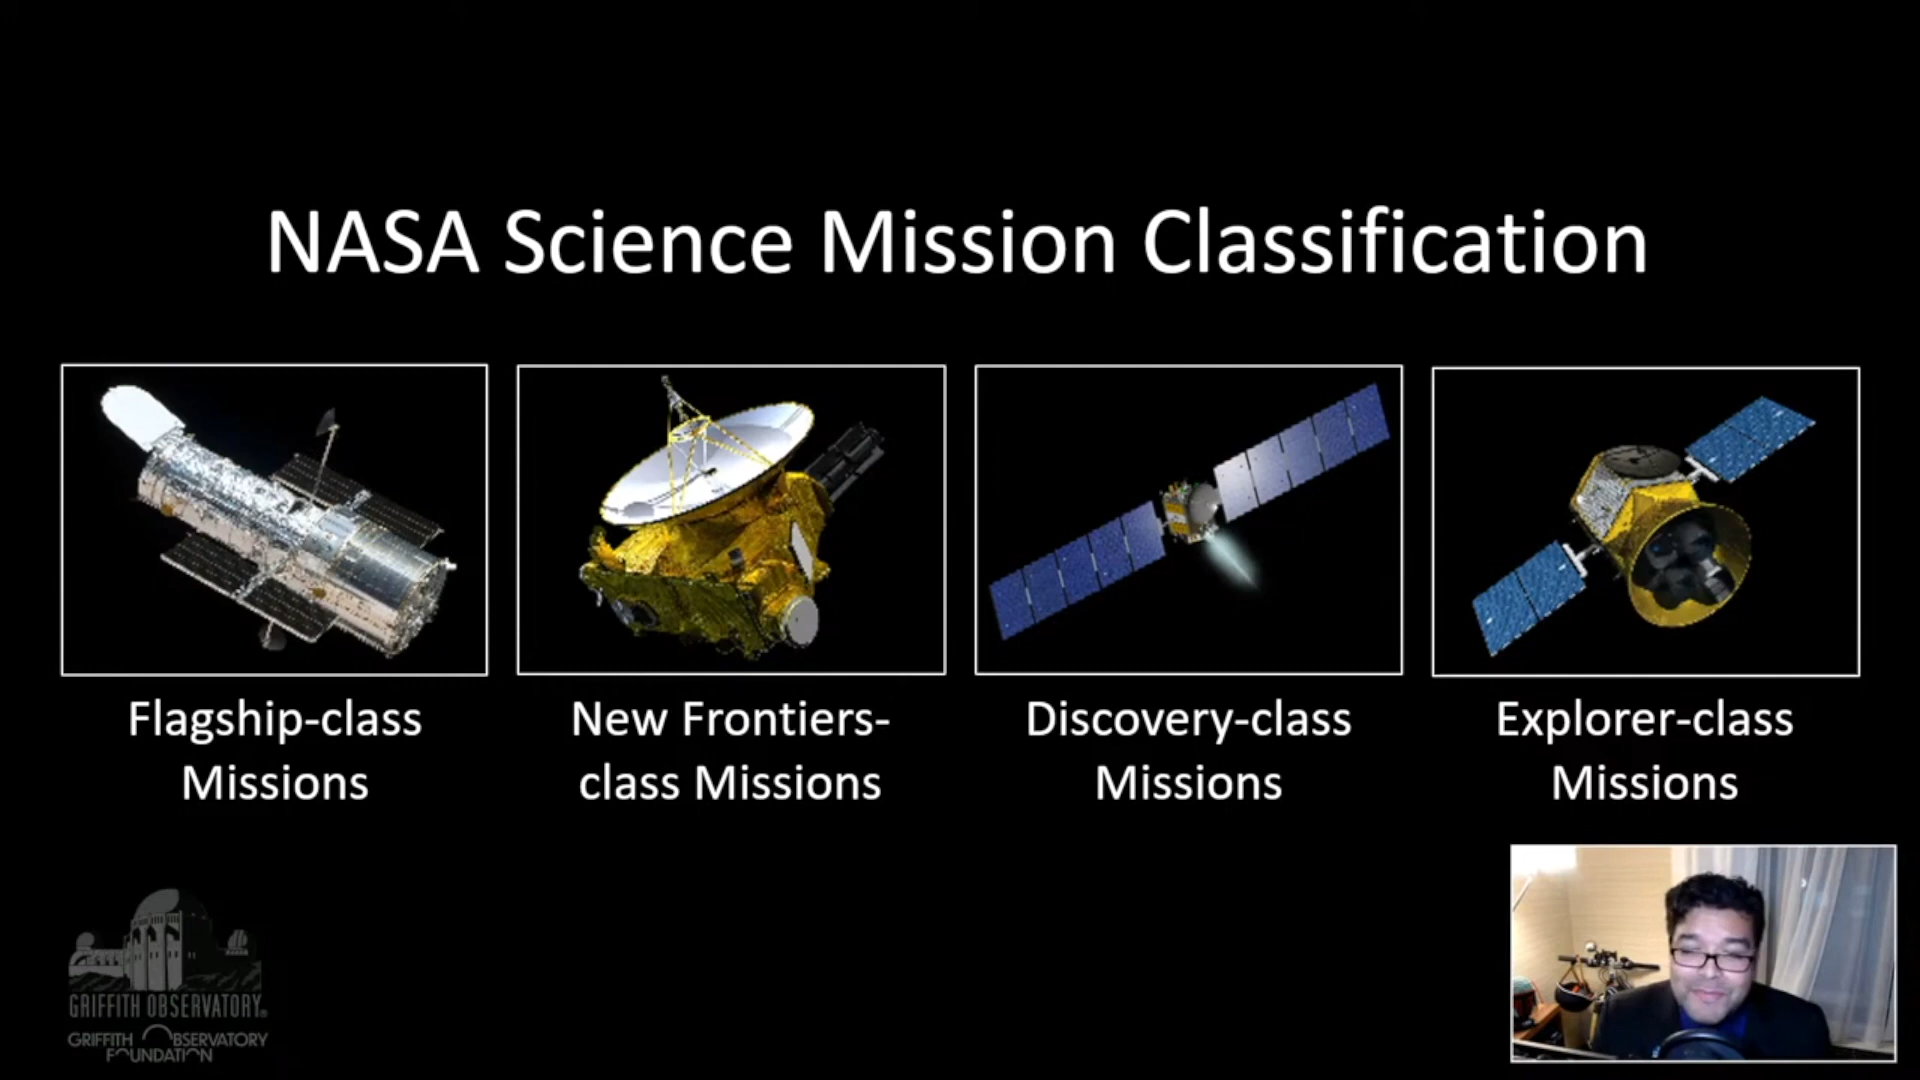 NASA Science Mission Classification
Flagship-class
Missions
New Frontiers-
class Missions
Discovery-class
Missions
Explorer-class
Missions
GRIFFITH OBSERVATORY®
GRIFFITH OBSERVATORY
FOUNDATION